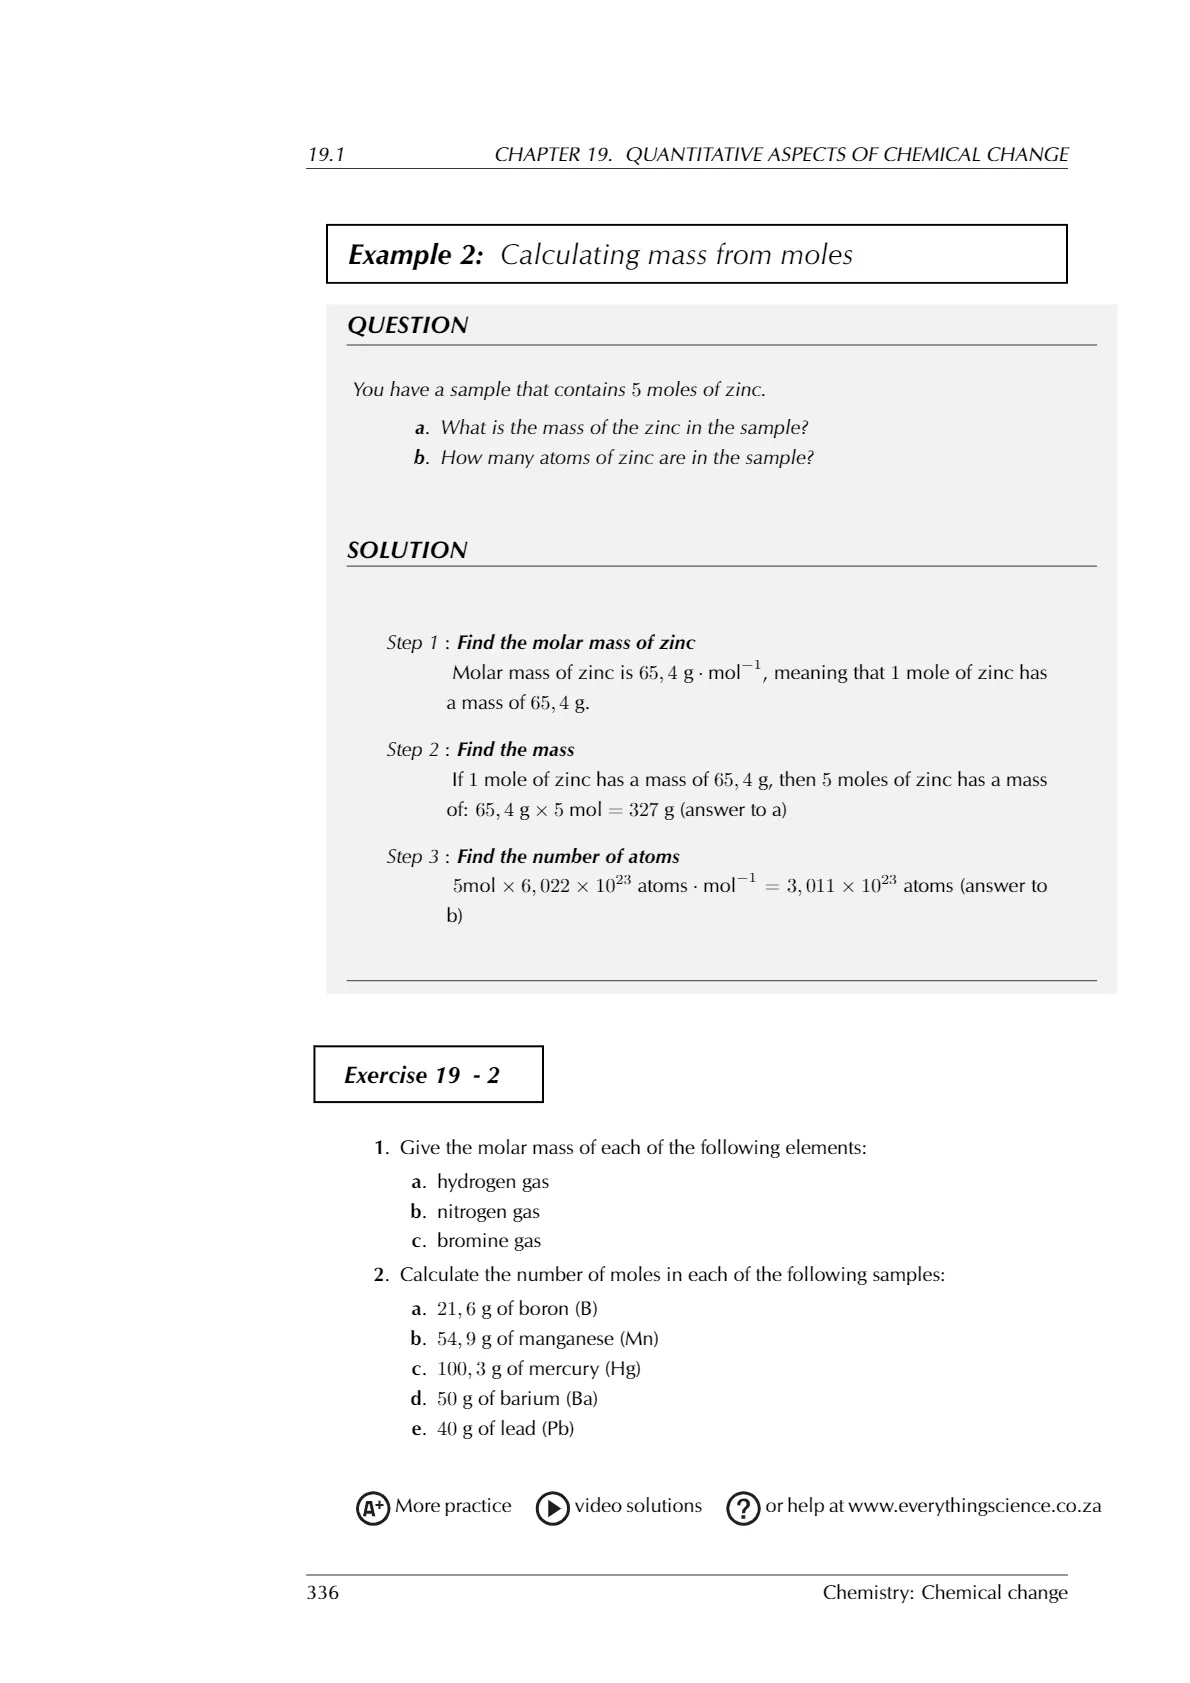 19.1 CHAPTER 19. QUANTITATIVE ASPECTS OF CHEMICAL CHANGE
Example 2: Calculating mass from moles
QUESTION
You have a sample that contains 5 moles of zinc.
a. What is the mass of the zinc in the sample?
b. How many atoms of zinc are in the sample?
SOLUTION
Step 1 : Find the molar mass of zinc
Molar mass of zinc is 65, 4 g · mol⁻¹, meaning that 1 mole of zinc has
a mass of 65, 4 g.
Step 2 : Find the mass
If 1 mole of zinc has a mass of 65, 4 g, then 5 moles of zinc has a mass
of: 65, 4 g × 5 mol = 327 g (answer to a)
Step 3 : Find the number of atoms
5mol × 6, 022 × 10²³ atoms · mol⁻¹ = 3, 011 × 10²³ atoms (answer to
b)
Exercise 19 - 2
1. Give the molar mass of each of the following elements:
a. hydrogen gas
b. nitrogen gas
c. bromine gas
2. Calculate the number of moles in each of the following samples:
a. 21, 6 g of boron (B)
b. 54, 9 g of manganese (Mn)
c. 100, 3 g of mercury (Hg)
d. 50 g of barium (Ba)
e. 40 g of lead (Pb)
A+ More practice video solutions ? or help at www.everythingscience.co.za
336 Chemistry: Chemical change